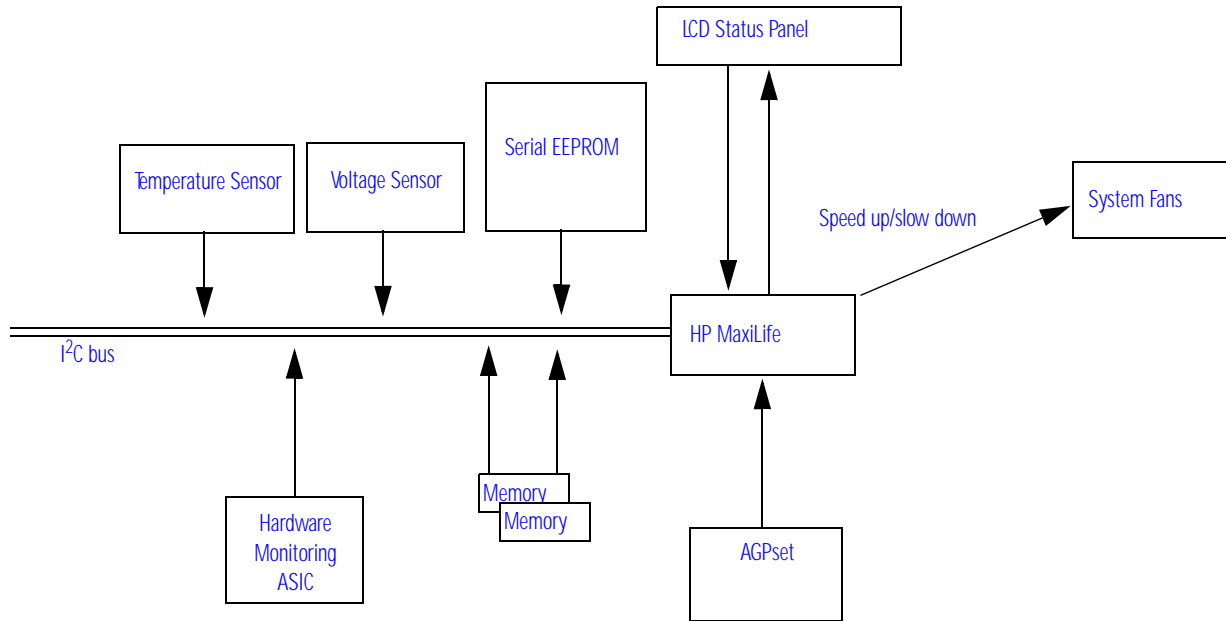 LCD Status Panel
Serial EEPROM
Temperature Sensor
Voltage Sensor
System Fans
Speed up/slow down
HP MaxiLife
I²C bus
Memory
Memory
Hardware
Monitoring
ASIC
AGPset